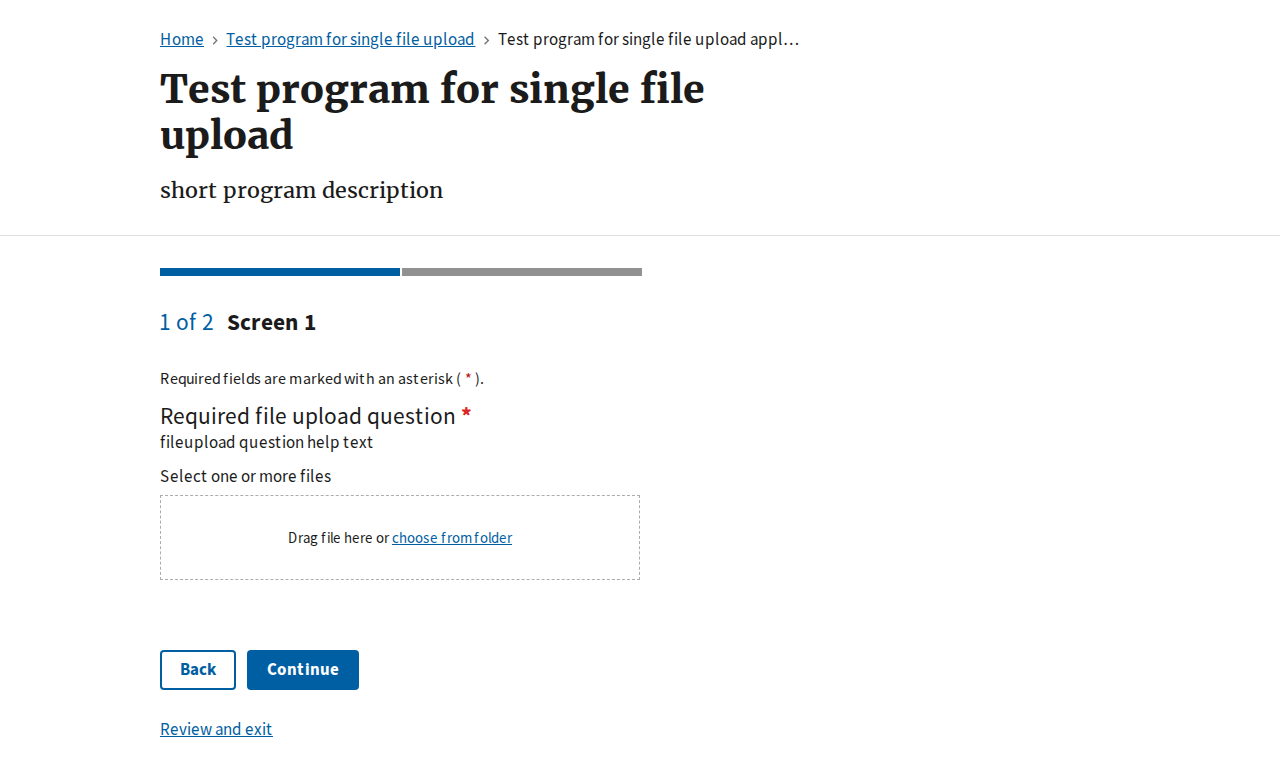 Home > Test program for single file upload > Test program for single file upload appl...
Test program for single file
upload
short program description
1 of 2 Screen 1
Required fields are marked with an asterisk ( * ).
Required file upload question *
fileupload question help text
Select one or more files
Drag file here or choose from folder
Back Continue
Review and exit